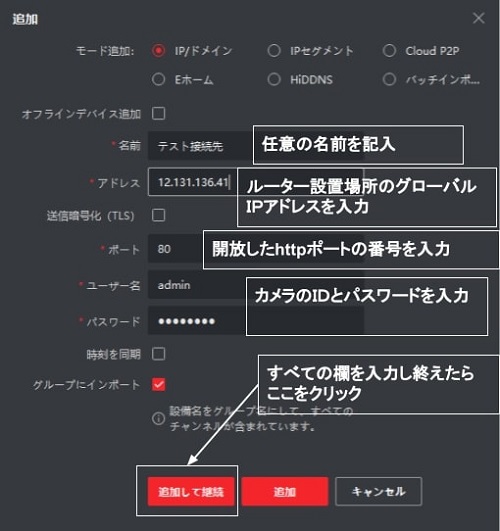 追加
モード追加:
IP/ドメイン
IPセグメント
Cloud P2P
Eホーム
HiDDNS
バッチインポ...
オフラインデバイス追加
* 名前
テスト接続先
任意の名前を記入
* アドレス
12.131.136.41
ルーター設置場所のグローバル
IPアドレスを入力
送信暗号化 (TLS)
* ポート
80
開放したhttpポートの番号を入力
* ユーザー名
admin
カメラのIDとパスワードを入力
* パスワード
●●●●●●●●
時刻を同期
すべての欄を入力し終えたら
ここをクリック
グループにインポート
設備名をグループ名にして、すべての
チャンネルが含まれています。
追加して継続
追加
キャンセル